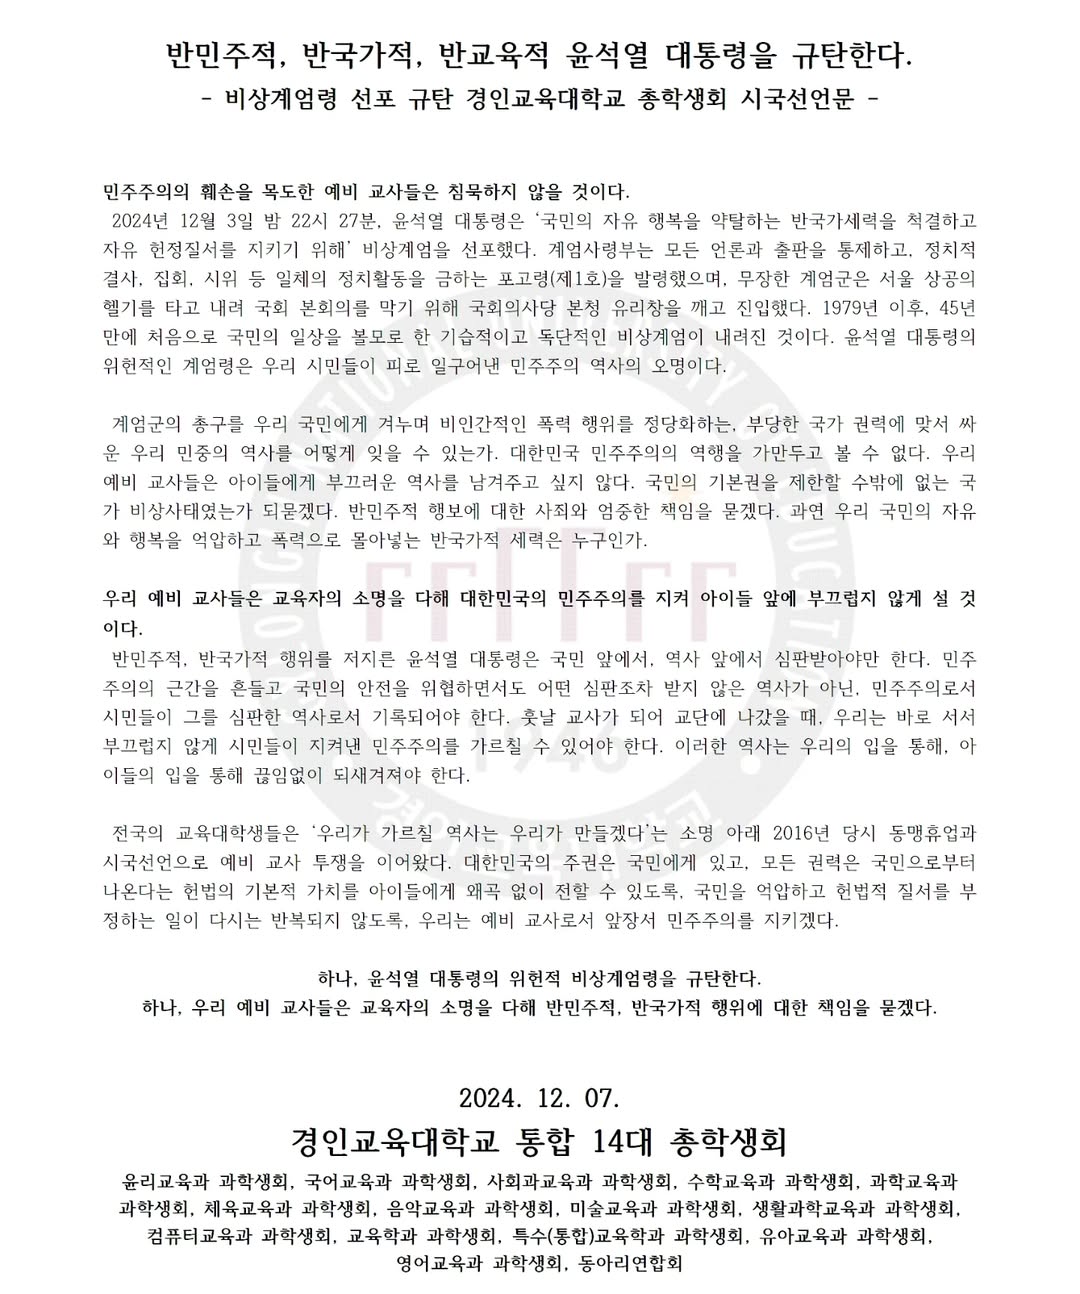 반민주적, 반국가적, 반교육적 윤석열 대통령을 규탄한다.
- 비상계엄령 선포 규탄 경인교육대학교 총학생회 시국선언문 -
민주주의의 훼손을 목도한 예비 교사들은 침묵하지 않을 것이다.
2024년 12월 3일 밤 22시 27분, 윤석열 대통령은 ‘국민의 자유 행복을 약탈하는 반국가세력을 척결하고
자유 헌정질서를 지키기 위해’ 비상계엄을 선포했다. 계엄사령부는 모든 언론과 출판을 통제하고, 정치적
결사, 집회, 시위 등 일체의 정치활동을 금하는 포고령(제1호)을 발령했으며, 무장한 계엄군은 서울 상공의
헬기를 타고 내려 국회 본회의를 막기 위해 국회의사당 본청 유리창을 깨고 진입했다. 1979년 이후, 45년
만에 처음으로 국민의 일상을 볼모로 한 기습적이고 독단적인 비상계엄이 내려진 것이다. 윤석열 대통령의
위헌적인 계엄령은 우리 시민들이 피로 일구어낸 민주주의 역사의 오명이다.
계엄군의 총구를 우리 국민에게 겨누며 비인간적인 폭력 행위를 정당화하는, 부당한 국가 권력에 맞서 싸
운 우리 민중의 역사를 어떻게 잊을 수 있는가. 대한민국 민주주의의 역행을 가만두고 볼 수 없다. 우리
예비 교사들은 아이들에게 부끄러운 역사를 남겨주고 싶지 않다. 국민의 기본권을 제한할 수밖에 없는 국
가 비상사태였는가 되묻겠다. 반민주적 행보에 대한 사죄와 엄중한 책임을 묻겠다. 과연 우리 국민의 자유
와 행복을 억압하고 폭력으로 몰아넣는 반국가적 세력은 누구인가.
우리 예비 교사들은 교육자의 소명을 다해 대한민국의 민주주의를 지켜 아이들 앞에 부끄럽지 않게 설 것
이다.
반민주적, 반국가적 행위를 저지른 윤석열 대통령은 국민 앞에서, 역사 앞에서 심판받아야만 한다. 민주
주의의 근간을 흔들고 국민의 안전을 위협하면서도 어떤 심판조차 받지 않은 역사가 아닌, 민주주의로서
시민들이 그를 심판한 역사로서 기록되어야 한다. 훗날 교사가 되어 교단에 나갔을 때, 우리는 바로 서서
부끄럽지 않게 시민들이 지켜낸 민주주의를 가르칠 수 있어야 한다. 이러한 역사는 우리의 입을 통해, 아
이들의 입을 통해 끊임없이 되새겨져야 한다.
전국의 교육대학생들은 ‘우리가 가르칠 역사는 우리가 만들겠다’는 소명 아래 2016년 당시 동맹휴업과
시국선언으로 예비 교사 투쟁을 이어왔다. 대한민국의 주권은 국민에게 있고, 모든 권력은 국민으로부터
나온다는 헌법의 기본적 가치를 아이들에게 왜곡 없이 전할 수 있도록, 국민을 억압하고 헌법적 질서를 부
정하는 일이 다시는 반복되지 않도록, 우리는 예비 교사로서 앞장서 민주주의를 지키겠다.
하나, 윤석열 대통령의 위헌적 비상계엄령을 규탄한다.
하나, 우리 예비 교사들은 교육자의 소명을 다해 반민주적, 반국가적 행위에 대한 책임을 묻겠다.
2024. 12. 07.
경인교육대학교 통합 14대 총학생회
윤리교육과 과학생회, 국어교육과 과학생회, 사회과교육과 과학생회, 수학교육과 과학생회, 과학교육과
과학생회, 체육교육과 과학생회, 음악교육과 과학생회, 미술교육과 과학생회, 생활과학교육과 과학생회,
컴퓨터교육과 과학생회, 교육학과 과학생회, 특수(통합)교육학과 과학생회, 유아교육과 과학생회,
영어교육과 과학생회, 동아리연합회
GYEONGIN NATIONAL UNIVERSITY OF EDUCATION
1946
경인교육대학교